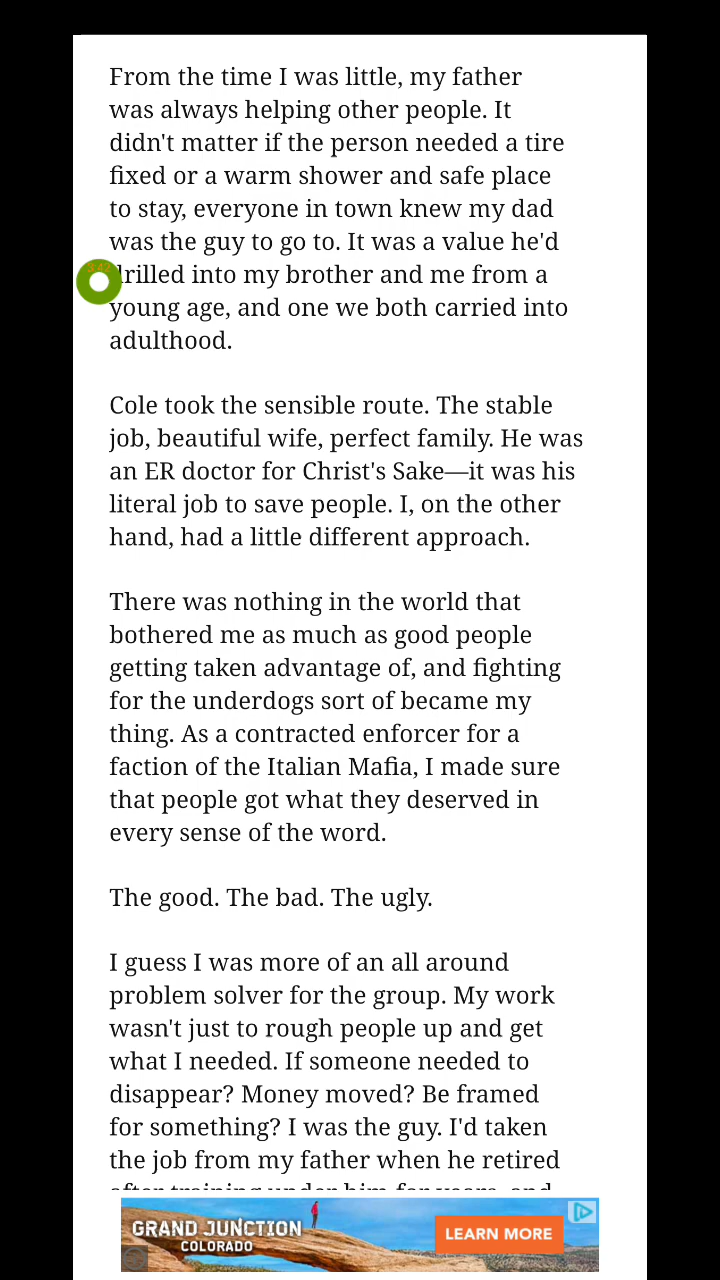 From the time I was little, my father
was always helping other people. It
didn't matter if the person needed a tire
fixed or a warm shower and safe place
to stay, everyone in town knew my dad
was the guy to go to. It was a value he'd
drilled into my brother and me from a
young age, and one we both carried into
adulthood.
Cole took the sensible route. The stable
job, beautiful wife, perfect family. He was
an ER doctor for Christ's Sake—it was his
literal job to save people. I, on the other
hand, had a little different approach.
There was nothing in the world that
bothered me as much as good people
getting taken advantage of, and fighting
for the underdogs sort of became my
thing. As a contracted enforcer for a
faction of the Italian Mafia, I made sure
that people got what they deserved in
every sense of the word.
The good. The bad. The ugly.
I guess I was more of an all around
problem solver for the group. My work
wasn't just to rough people up and get
what I needed. If someone needed to
disappear? Money moved? Be framed
for something? I was the guy. I'd taken
the job from my father when he retired
after training under him for years, and
GRAND JUNCTION
COLORADO
LEARN MORE